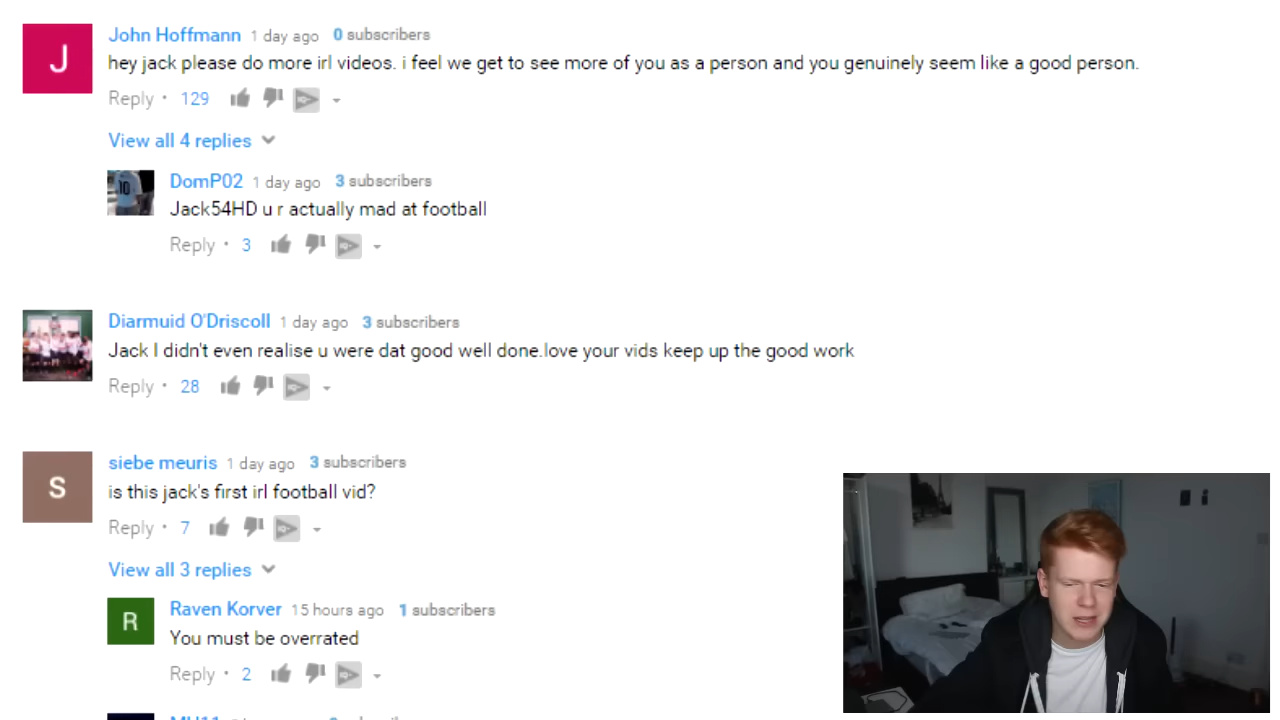 John Hoffmann 1 day ago 0 subscribers
hey jack please do more irl videos. i feel we get to see more of you as a person and you genuinely seem like a good person.
Reply • 129
View all 4 replies
DomP02 1 day ago 3 subscribers
Jack54HD u r actually mad at football
Reply • 3
Diarmuid O'Driscoll 1 day ago 3 subscribers
Jack I didn't even realise u were dat good well done.love your vids keep up the good work
Reply • 28
siebe meuris 1 day ago 3 subscribers
is this jack's first irl football vid?
Reply • 7
View all 3 replies
Raven Korver 15 hours ago 1 subscribers
You must be overrated
Reply • 2
J
10
S
R